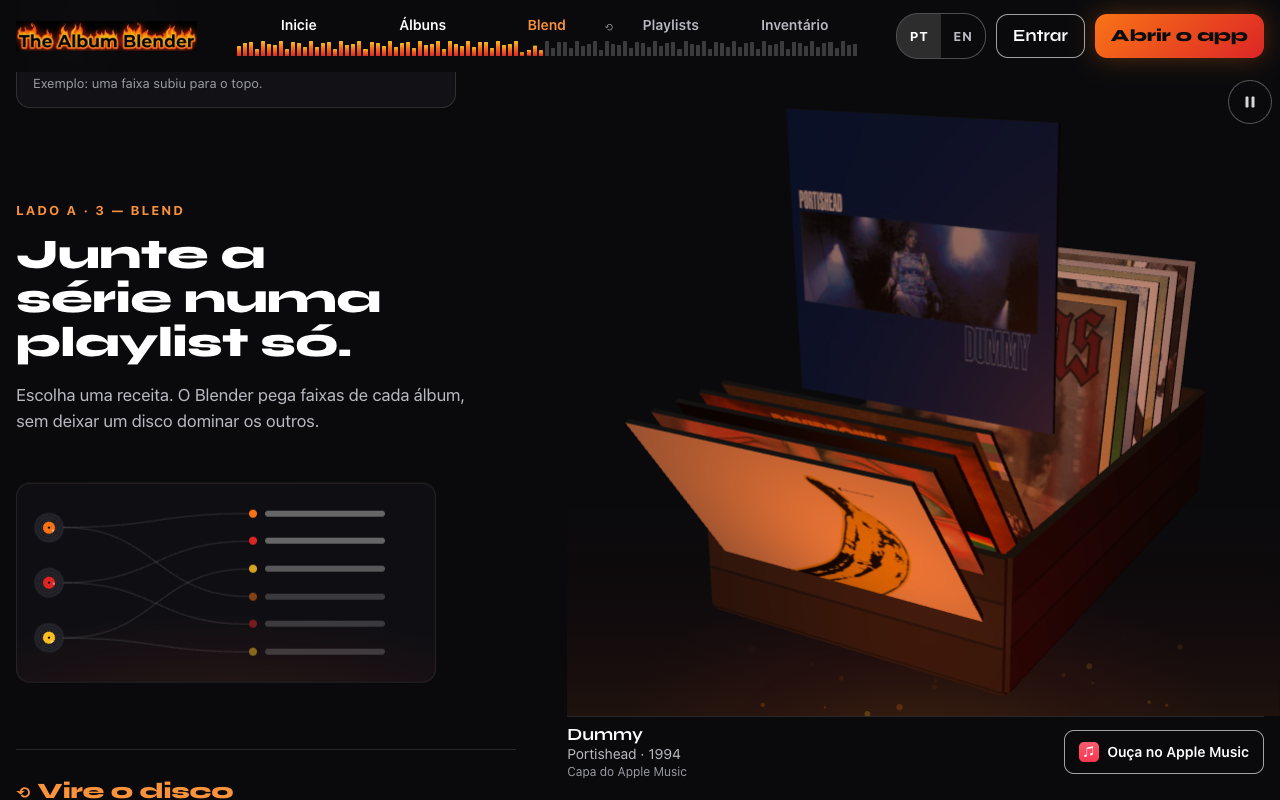 The Album Blender
Inicie
Álbuns
Blend
Playlists
Inventário
PT
EN
Entrar
Abrir o app
Exemplo: uma faixa subiu para o topo.
LADO A · 3 — BLEND
Junte a
série numa
playlist só.
Escolha uma receita. O Blender pega faixas de cada álbum,
sem deixar um disco dominar os outros.
PORTISHEAD
DUMMY
Dummy
Portishead · 1994
Capa do Apple Music
Ouça no Apple Music
⟲ Vire o disco